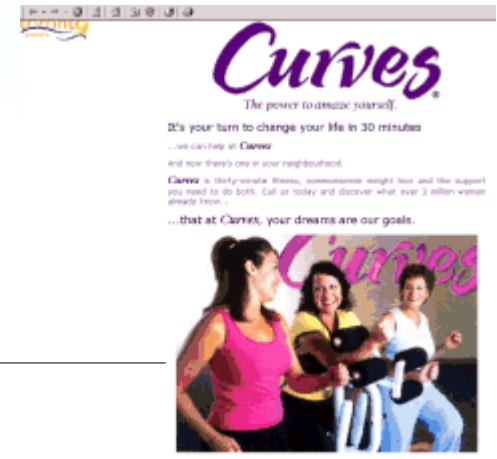 toronto
Curves®
The power to amaze yourself.
It's your turn to change your life in 30 minutes
...we can help at Curves
And now there's one in your neighbourhood.
Curves is thirty-minute fitness, commonsense weight loss and the support
you need to do both. Call us today and discover what over 3 million women
already know...
...that at Curves, your dreams are our goals.
Curves